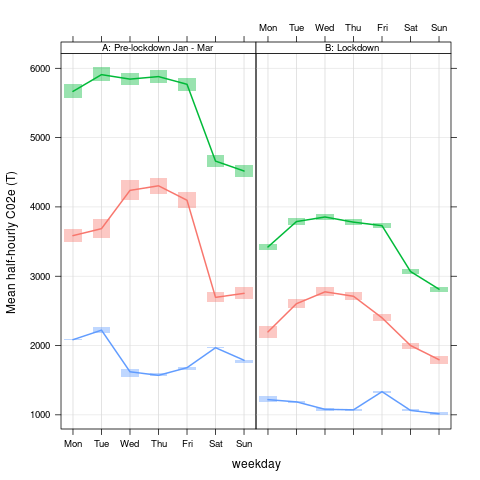 Mon Tue Wed Thu Fri Sat Sun
A: Pre-lockdown Jan - Mar B: Lockdown
6000
5000
4000
3000
2000
1000
Mean half-hourly C02e (T)
Mon Tue Wed Thu Fri Sat Sun
weekday